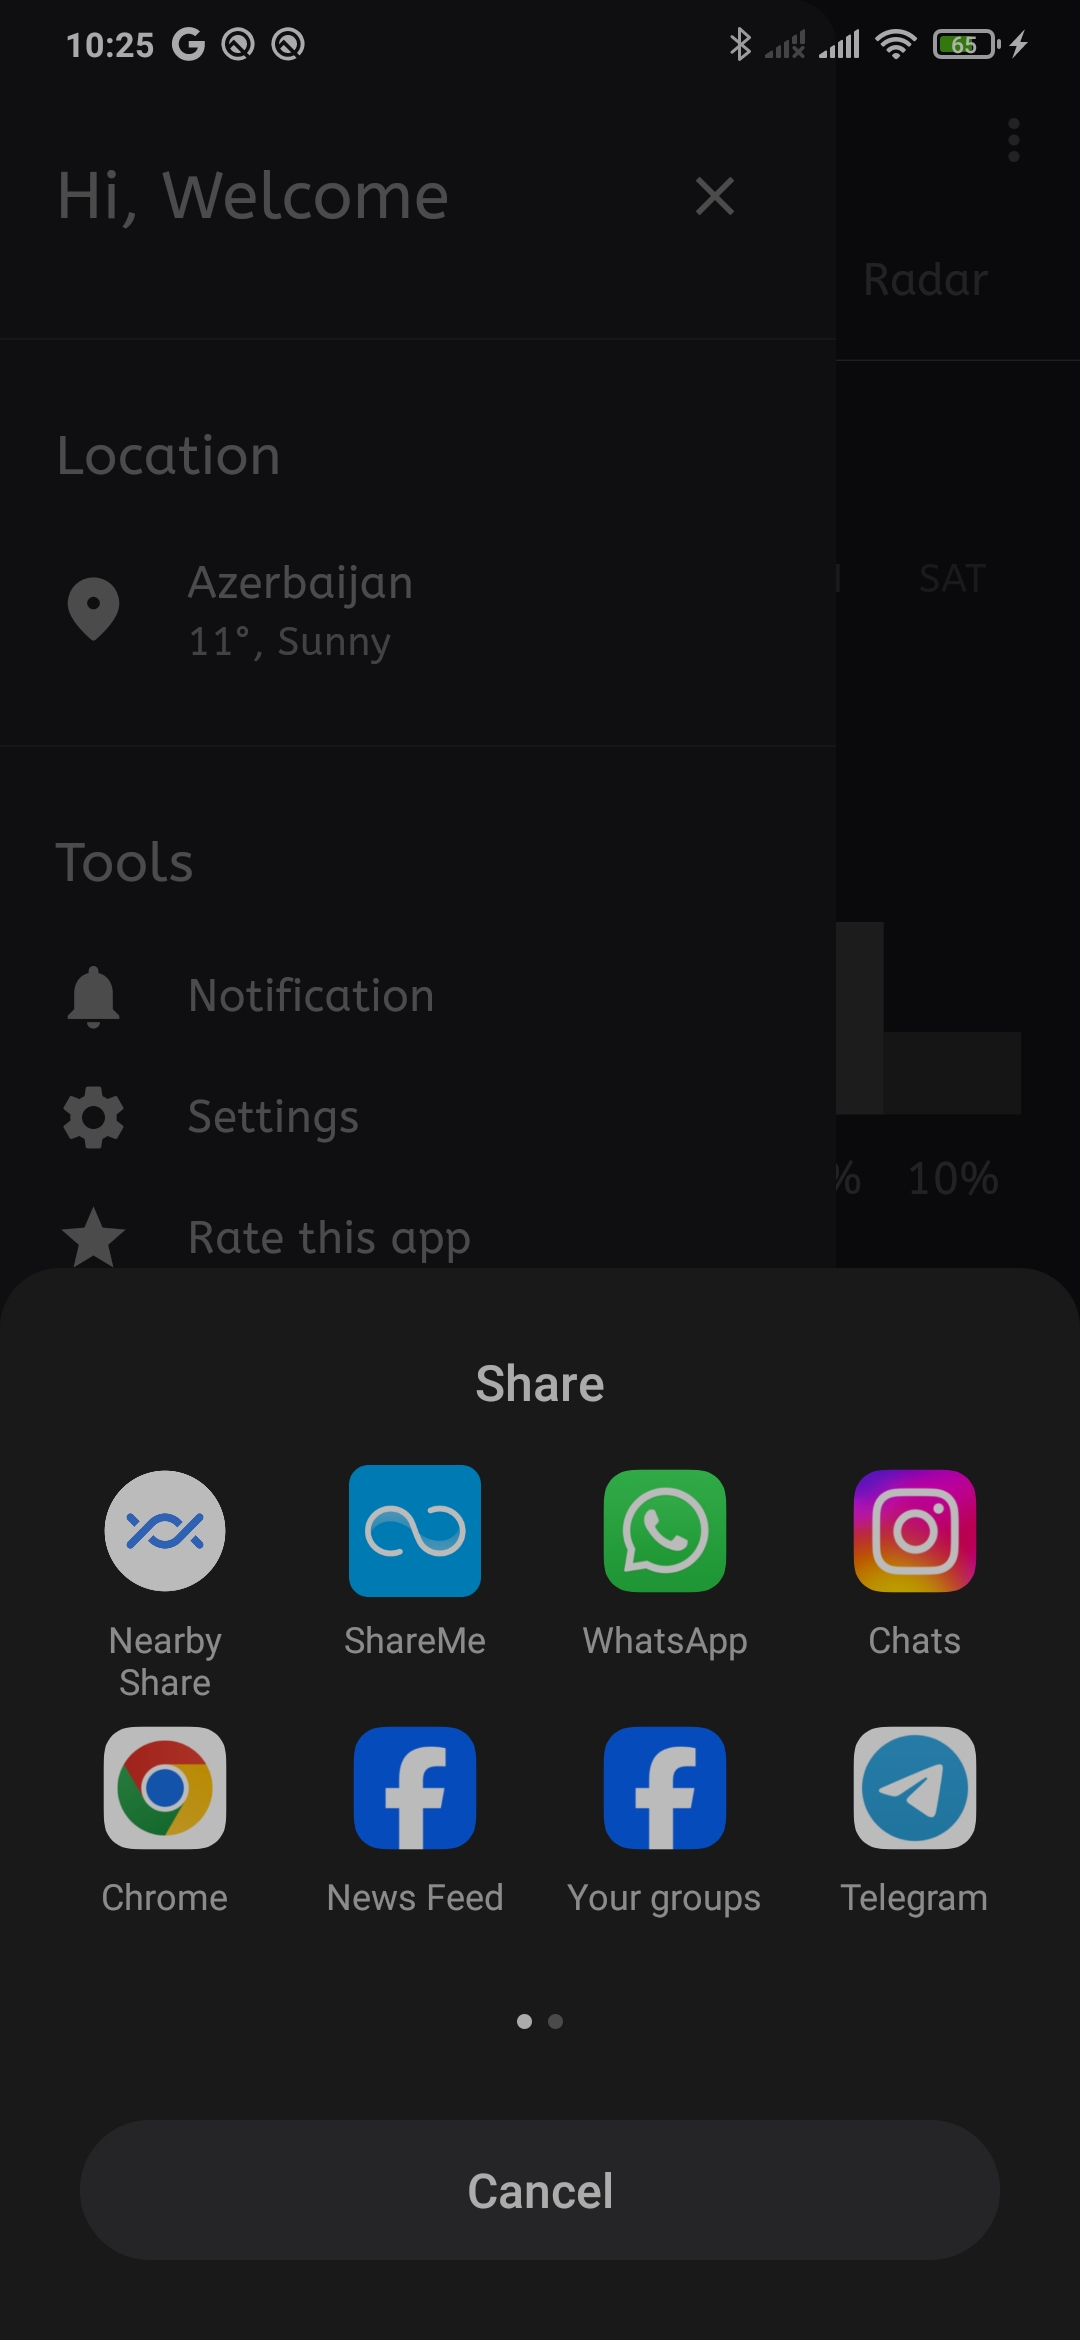 10:25
65
Hi, Welcome
Radar
Location
Azerbaijan
11°, Sunny
SAT
Tools
Notification
Settings
% 10%
Rate this app
Share
Nearby Share
ShareMe
WhatsApp
Chats
Chrome
News Feed
Your groups
Telegram
Cancel